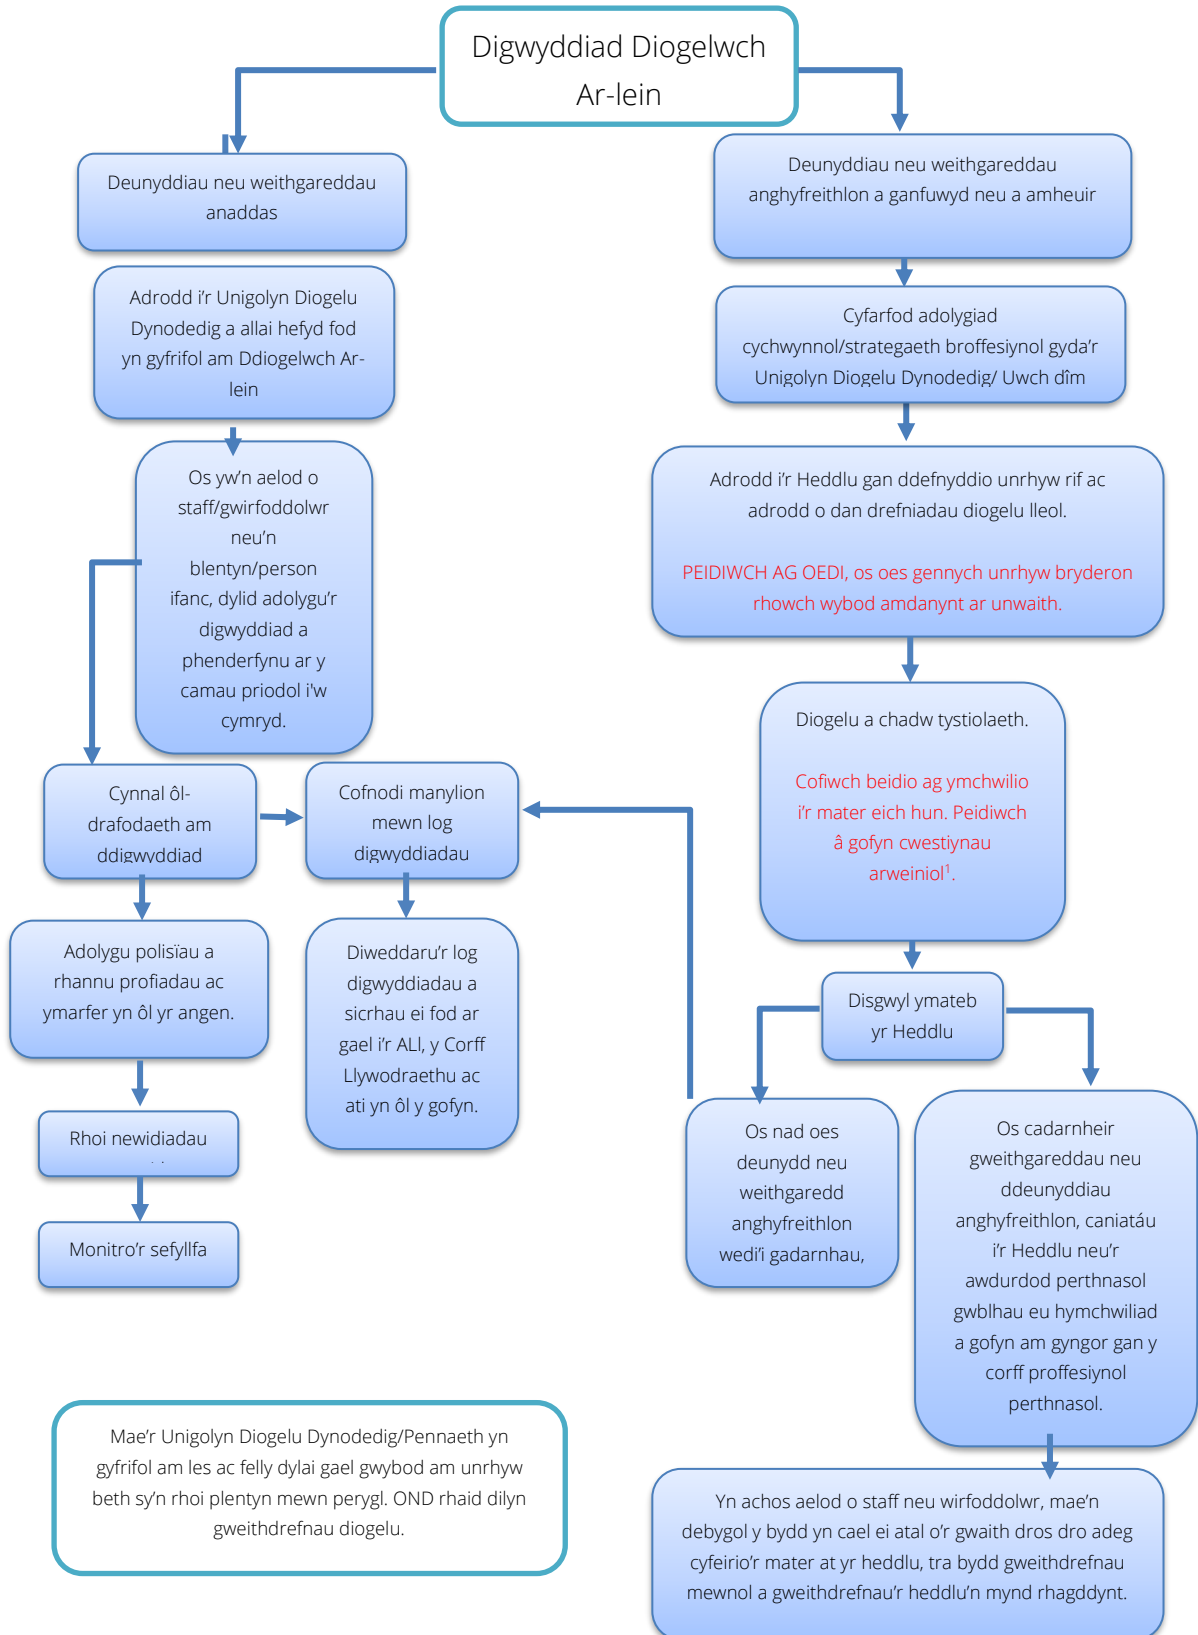 Digwyddiad Diogelwch
Ar-lein
Deunyddiau neu weithgareddau
anaddas
Adrodd i'r Unigolyn Diogelu
Dynodedig a allai hefyd fod
yn gyfrifol am Ddiogelwch Ar-
lein
Os yw'n aelod o
staff/gwirfoddolwr
neu'n
blentyn/person
ifanc, dylid adolygu'r
digwyddiad a
phenderfynu ar y
camau priodol i'w
cymryd.
Cynnal ôl-
drafodaeth am
ddigwyddiad
Cofnodi manylion
mewn log
digwyddiadau
Adolygu polisïau a
rhannu profiadau ac
ymarfer yn ôl yr angen.
Diweddaru'r log
digwyddiadau a
sicrhau ei fod ar
gael i'r ALl, y Corff
Llywodraethu ac
ati yn ôl y gofyn.
Rhoi newidiadau
Monitro'r sefyllfa
Deunyddiau neu weithgareddau
anghyfreithlon a ganfuwyd neu a amheuir
Cyfarfod adolygiad
cychwynnol/strategaeth broffesiynol gyda'r
Unigolyn Diogelu Dynodedig/ Uwch dîm
Adrodd i'r Heddlu gan ddefnyddio unrhyw rif ac
adrodd o dan drefniadau diogelu lleol.
PEIDIWCH AG OEDI, os oes gennych unrhyw bryderon
rhowch wybod amdanynt ar unwaith.
Diogelu a chadw tystiolaeth.
Cofiwch beidio ag ymchwilio
i'r mater eich hun. Peidiwch
â gofyn cwestiynau
arweiniol¹.
Disgwyl ymateb
yr Heddlu
Os nad oes
deunydd neu
weithgaredd
anghyfreithlon
wedi'i gadarnhau,
Os cadarnheir
gweithgareddau neu
ddeunyddiau
anghyfreithlon, caniatáu
i'r Heddlu neu'r
awdurdod perthnasol
gwblhau eu hymchwiliad
a gofyn am gyngor gan y
corff proffesiynol
perthnasol.
Yn achos aelod o staff neu wirfoddolwr, mae'n
debygol y bydd yn cael ei atal o'r gwaith dros dro adeg
cyfeirio'r mater at yr heddlu, tra bydd gweithdrefnau
mewnol a gweithdrefnau'r heddlu'n mynd rhagddynt.
Mae'r Unigolyn Diogelu Dynodedig/Pennaeth yn
gyfrifol am les ac felly dylai gael gwybod am unrhyw
beth sy'n rhoi plentyn mewn perygl. OND rhaid dilyn
gweithdrefnau diogelu.